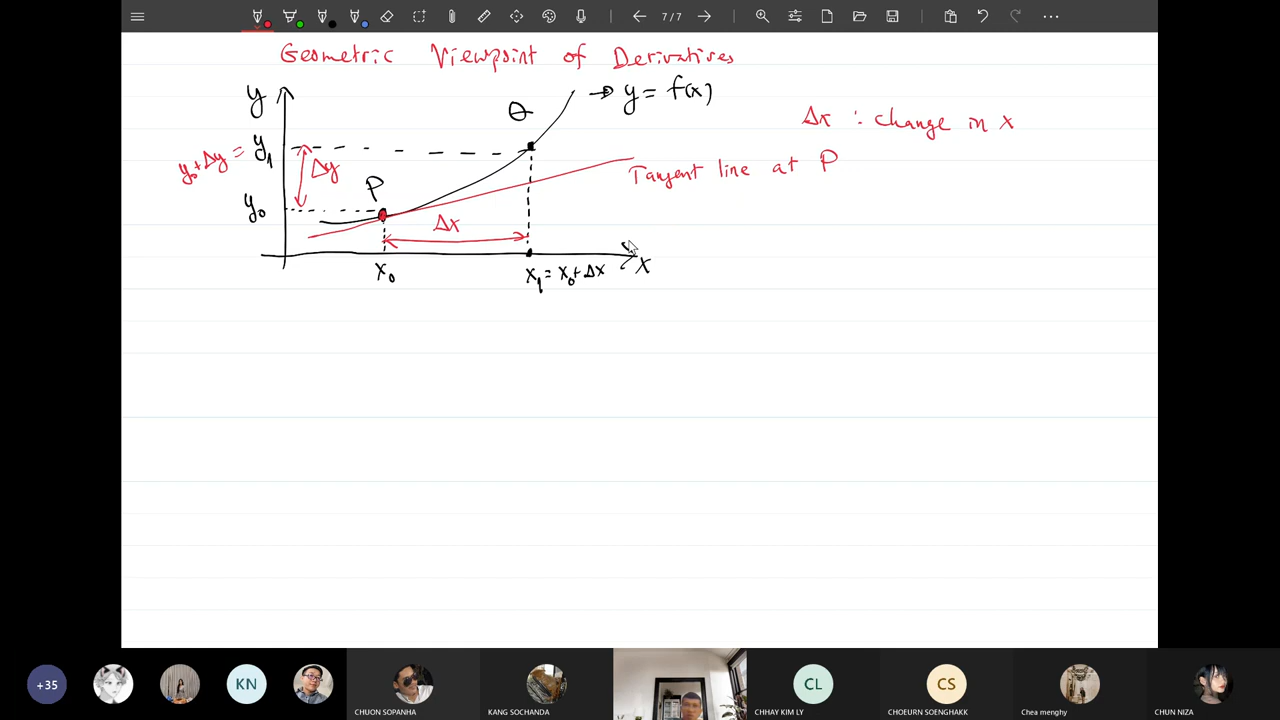 7/7
Geometric Viewpoint of Derivatives
y
Q
→ y = f(x)
Δx : change in x
y₀+Δy = y₁
Δy
Tangent line at P
P
y₀
Δx
x
x₀
x₁ = x₀+Δx
+35
KN
CL
CS
CHUON SOPANHA
KANG SOCHANDA
CHHAY KIM LY
CHOEURN SOENGHAKK
Chea menghy
CHUN NIZA